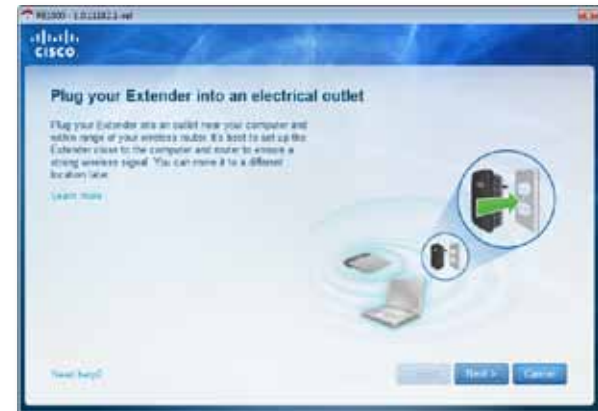 CISCO
Plug your Extender into an electrical outlet
Plug your Extender into an outlet near your computer and
within range of your wireless router. It's best to set up the
Extender close to the computer and router to ensure a
strong wireless signal. You can move it to a different
location later.
Learn more
Need help?
Next >
Cancel